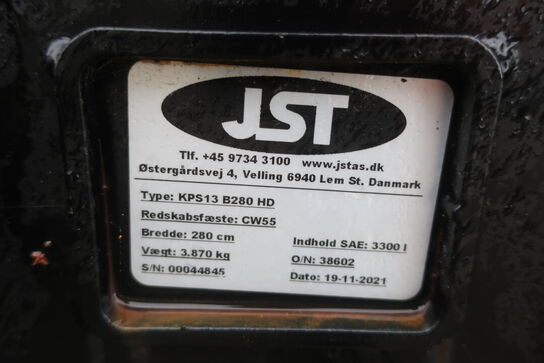 JST
Tlf. +45 9734 3100 www.jstas.dk
Østergårdsvej 4, Velling 6940 Lem St. Danmark
Type: KPS13 B280 HD
Redskabsfæste: CW55
Bredde: 280 cm
Indhold SAE: 3300 l
Vægt: 3.870 kg
O/N: 38602
S/N: 00044845
Dato: 19-11-2021